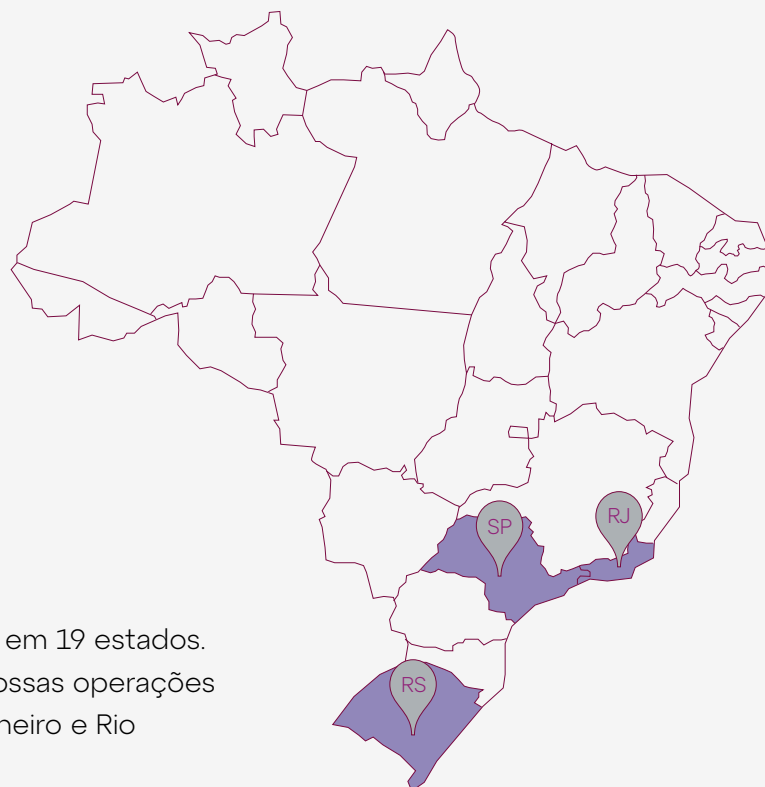 SP
RJ
RS
em 19 estados.
ossas operações
neiro e Rio